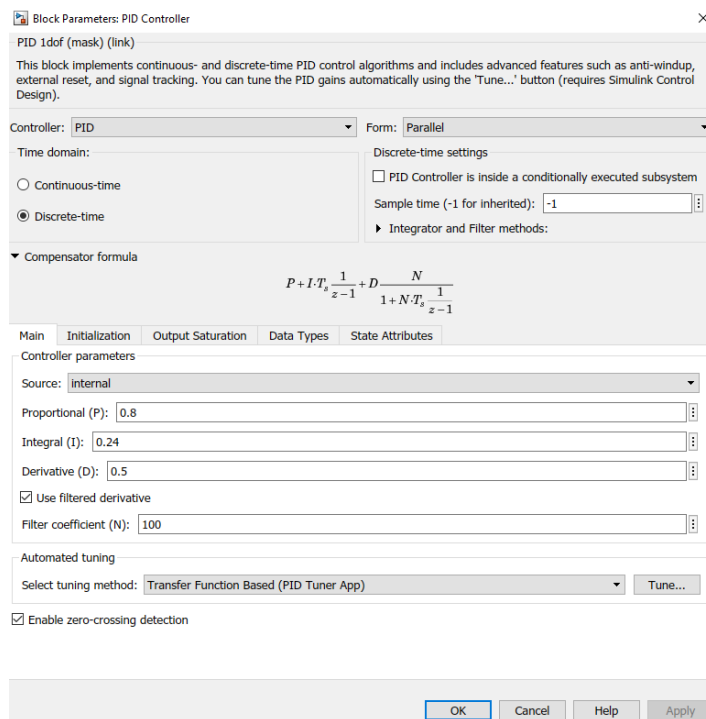 Block Parameters: PID Controller
PID 1dof (mask) (link)
This block implements continuous- and discrete-time PID control algorithms and includes advanced features such as anti-windup,
external reset, and signal tracking. You can tune the PID gains automatically using the 'Tune...' button (requires Simulink Control
Design).
Controller: PID
Form: Parallel
Time domain:
Continuous-time
Discrete-time
Discrete-time settings
PID Controller is inside a conditionally executed subsystem
Sample time (-1 for inherited): -1
Integrator and Filter methods:
Compensator formula
P + I·T_s 1/(z−1) + D N/(1 + N·T_s 1/(z−1))
Main Initialization Output Saturation Data Types State Attributes
Controller parameters
Source: internal
Proportional (P): 0.8
Integral (I): 0.24
Derivative (D): 0.5
Use filtered derivative
Filter coefficient (N): 100
Automated tuning
Select tuning method: Transfer Function Based (PID Tuner App) Tune...
Enable zero-crossing detection
OK Cancel Help Apply